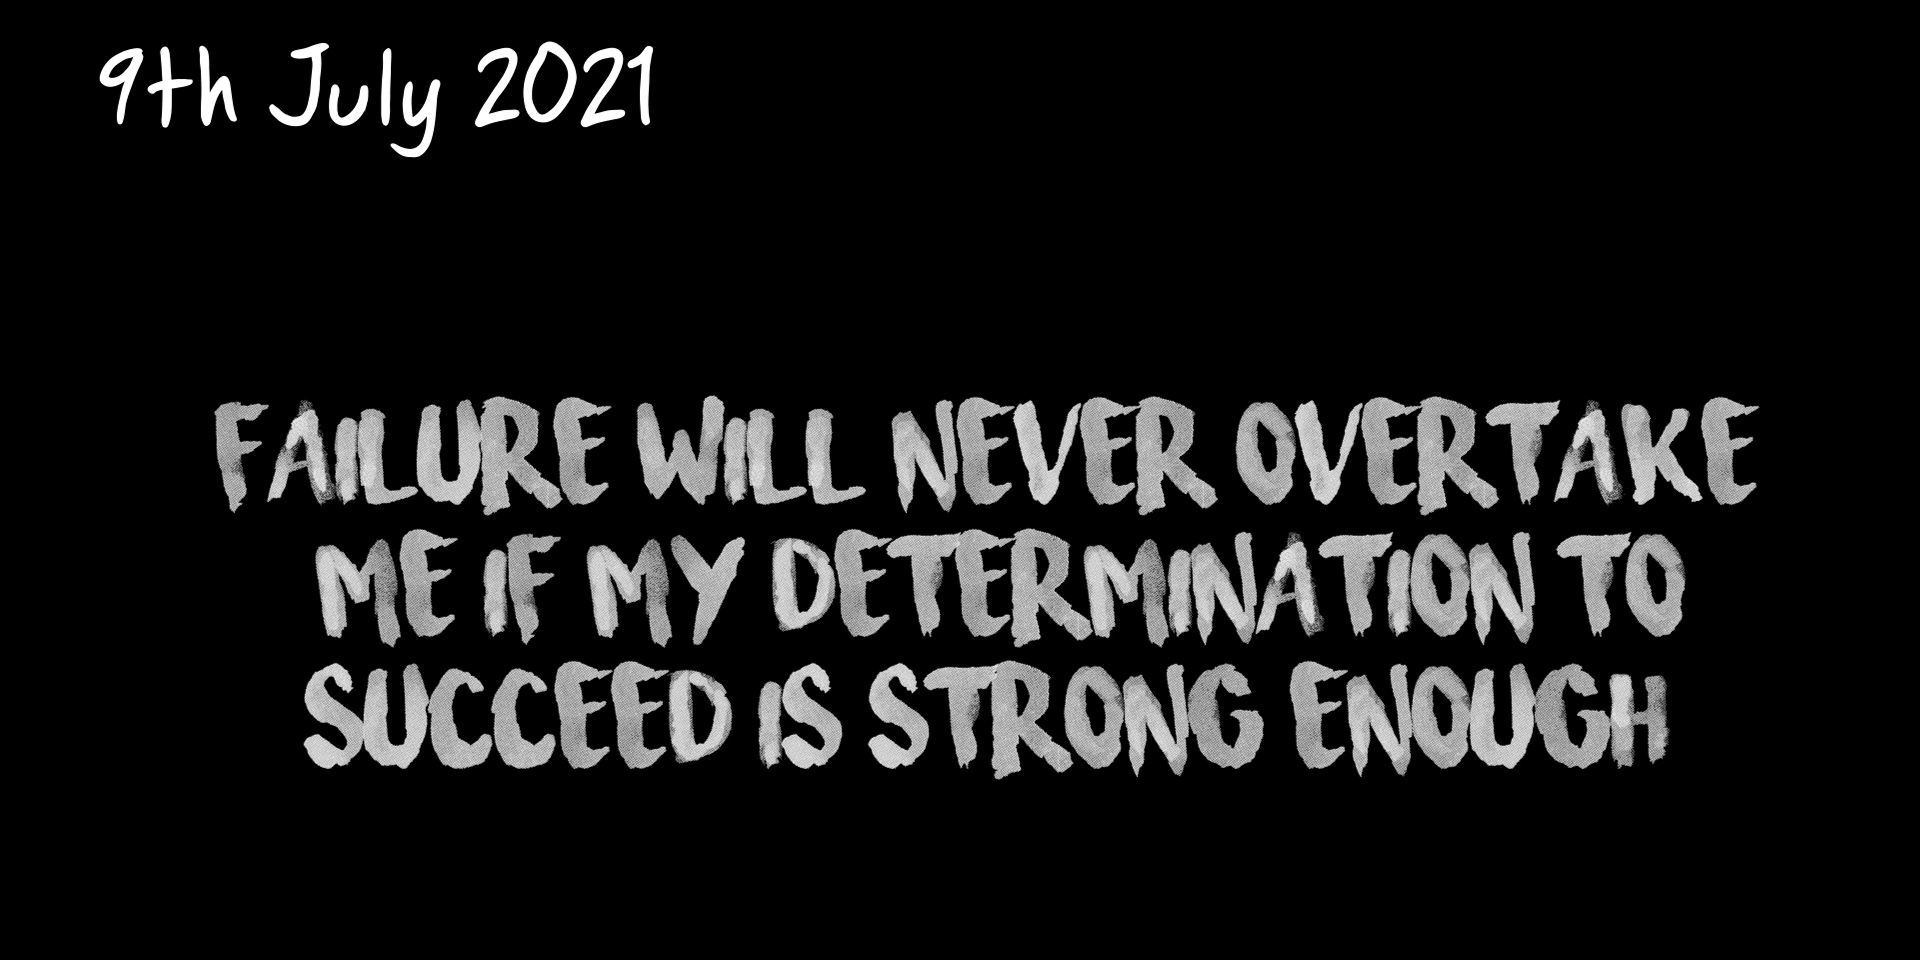 9th July 2021
FAILURE WILL NEVER OVERTAKE
ME IF MY DETERMINATION TO
SUCCEED IS STRONG ENOUGH